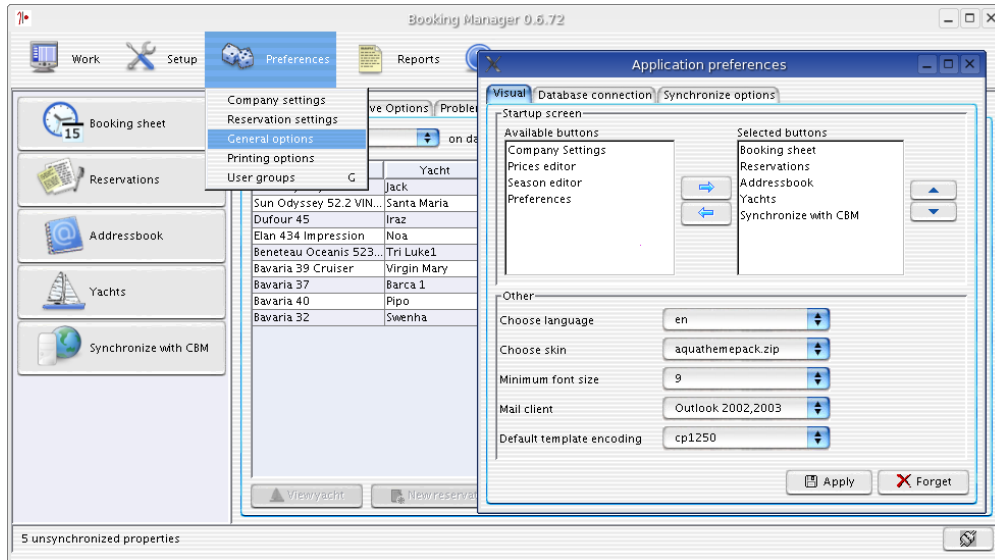 Booking Manager 0.6.72
Work Setup Preferences Reports
Company settings
Reservation settings
General options
Printing options
User groups G
Booking sheet
15
Reservations
Addressbook
Yachts
Synchronize with CBM
ve Options
on da
Yacht
Jack
Sun Odyssey 52.2 VIN... Santa Maria
Dufour 45 Iraz
Elan 434 Impression Noa
Beneteau Oceanis 523... Tri Luke1
Bavaria 39 Cruiser Virgin Mary
Bavaria 37 Barca 1
Bavaria 40 Pipo
Bavaria 32 Swenha
View yacht New reservat
Application preferences
Visual Database connection Synchronize options
Startup screen
Available buttons Selected buttons
Company Settings
Prices editor
Season editor
Preferences
Booking sheet
Reservations
Addressbook
Yachts
Synchronize with CBM
Other
Choose language en
Choose skin aquathemepack.zip
Minimum font size 9
Mail client Outlook 2002,2003
Default template encoding cp1250
Apply Forget
5 unsynchronized properties